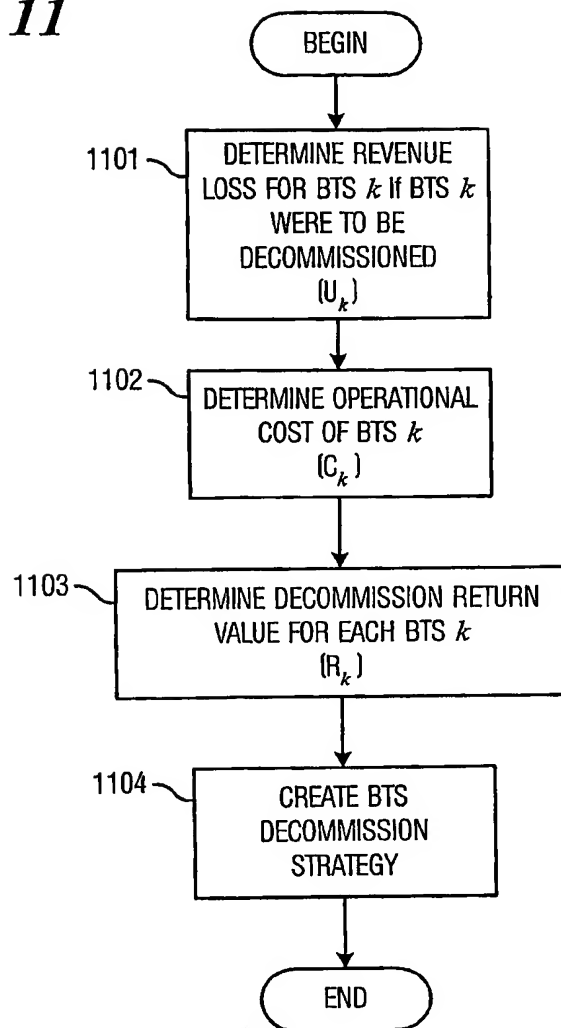 11
BEGIN
1101
DETERMINE REVENUE
LOSS FOR BTS k If BTS k
WERE TO BE
DECOMMISSIONED
(U_k)
1102
DETERMINE OPERATIONAL
COST OF BTS k
(C_k)
1103
DETERMINE DECOMMISSION RETURN
VALUE FOR EACH BTS k
(R_k)
1104
CREATE BTS
DECOMMISSION
STRATEGY
END